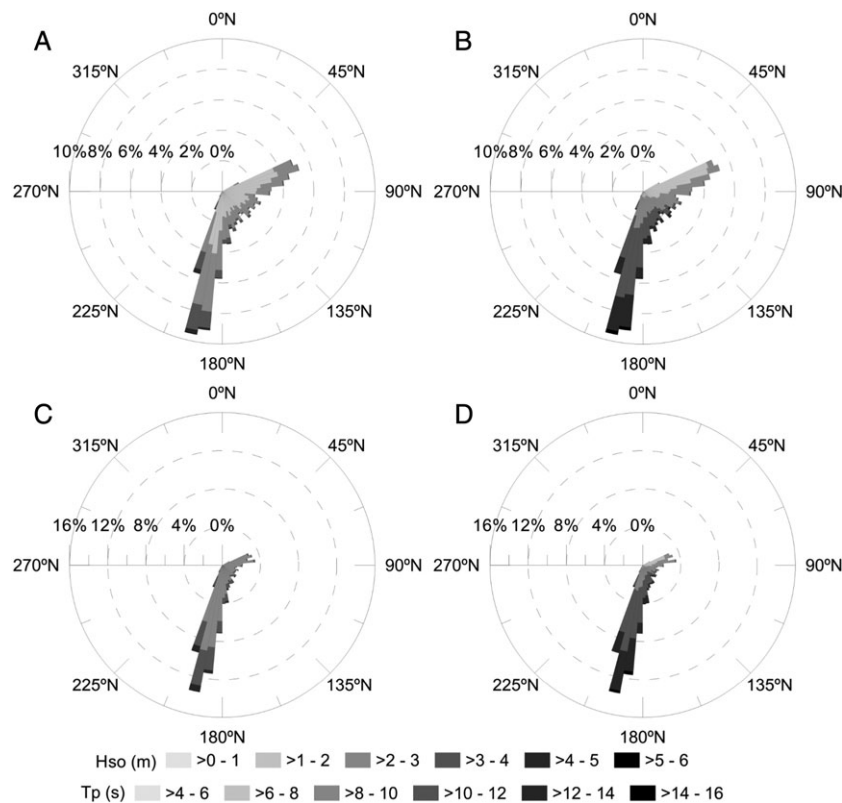 A
0ºN
315ºN 45ºN
10% 8% 6% 4% 2% 0%
270ºN 90ºN
225ºN 135ºN
180ºN
B
0ºN
315ºN 45ºN
10% 8% 6% 4% 2% 0%
270ºN 90ºN
225ºN 135ºN
180ºN
C
0ºN
315ºN 45ºN
16% 12% 8% 4% 0%
270ºN 90ºN
225ºN 135ºN
180ºN
D
0ºN
315ºN 45ºN
16% 12% 8% 4% 0%
270ºN 90ºN
225ºN 135ºN
180ºN
Hso (m) >0 - 1 >1 - 2 >2 - 3 >3 - 4 >4 - 5 >5 - 6
Tp (s) >4 - 6 >6 - 8 >8 - 10 >10 - 12 >12 - 14 >14 - 16